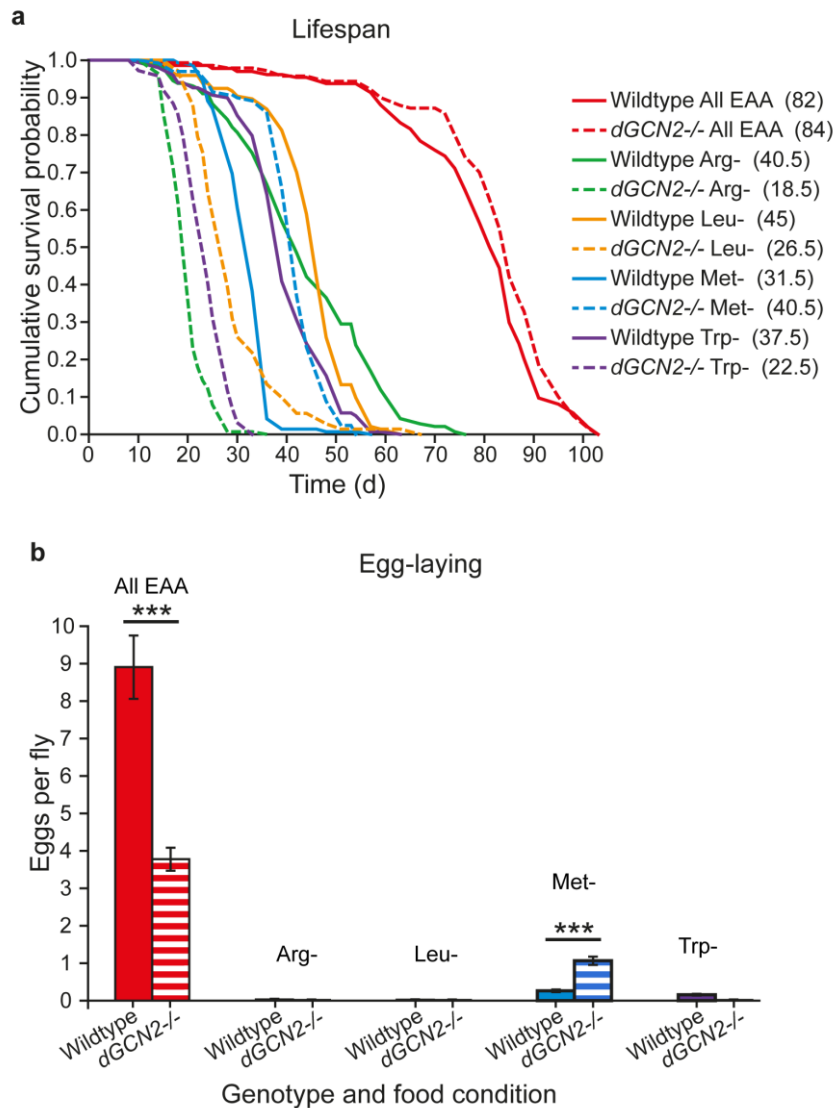 a
Lifespan
Cumulative survival probability
1.0
0.9
0.8
0.7
0.6
0.5
0.4
0.3
0.2
0.1
0.0
0 10 20 30 40 50 60 70 80 90 100
Time (d)
Wildtype All EAA (82)
dGCN2-/- All EAA (84)
Wildtype Arg- (40.5)
dGCN2-/- Arg- (18.5)
Wildtype Leu- (45)
dGCN2-/- Leu- (26.5)
Wildtype Met- (31.5)
dGCN2-/- Met- (40.5)
Wildtype Trp- (37.5)
dGCN2-/- Trp- (22.5)
b
Egg-laying
Eggs per fly
10
9
8
7
6
5
4
3
2
1
0
All EAA
***
Arg-
Leu-
Met-
***
Trp-
Wildtype dGCN2-/- Wildtype dGCN2-/- Wildtype dGCN2-/- Wildtype dGCN2-/- Wildtype dGCN2-/-
Genotype and food condition